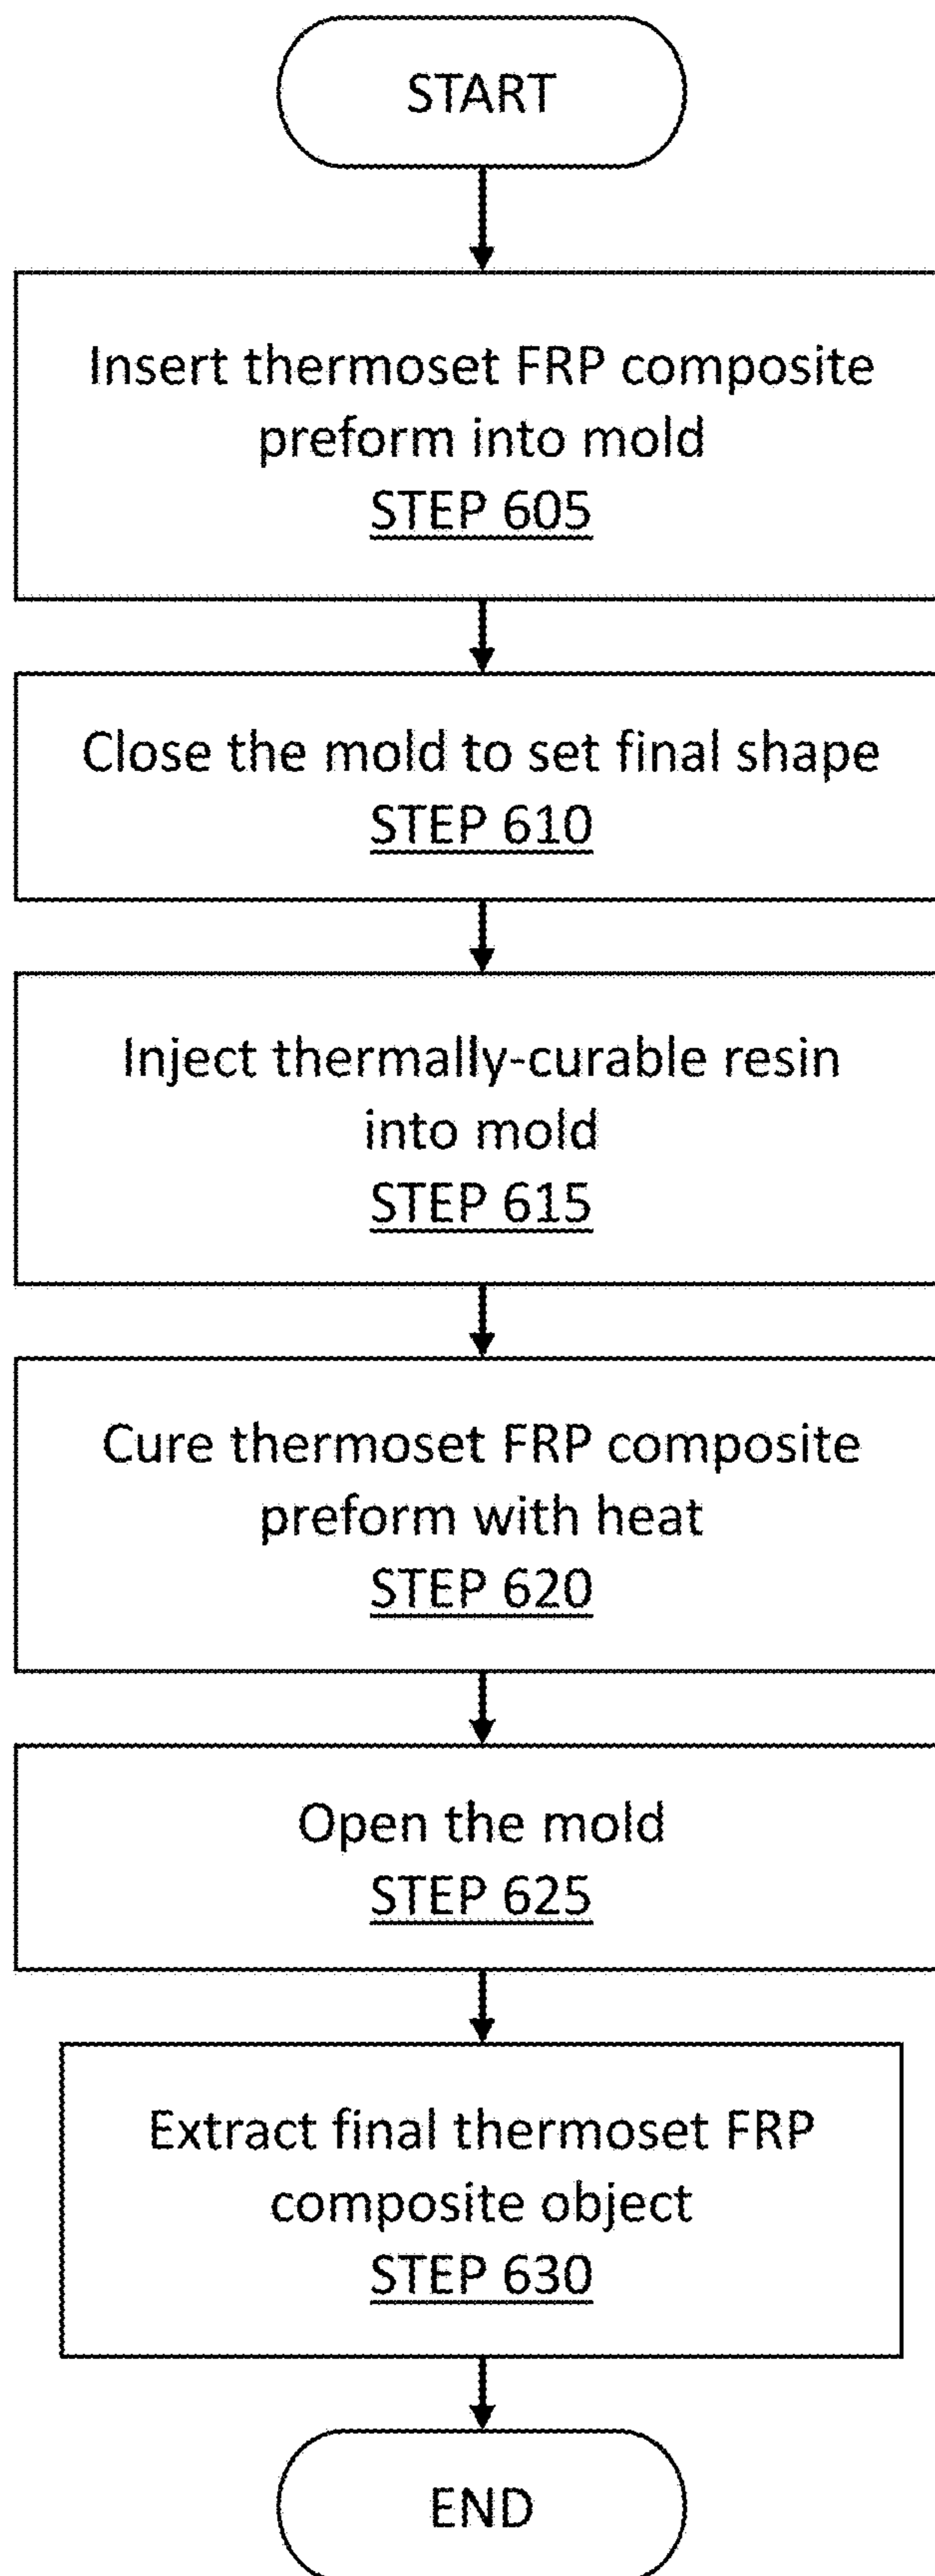 START
Insert thermoset FRP composite
preform into mold
STEP 605
Close the mold to set final shape
STEP 610
Inject thermally-curable resin
into mold
STEP 615
Cure thermoset FRP composite
preform with heat
STEP 620
Open the mold
STEP 625
Extract final thermoset FRP
composite object
STEP 630
END